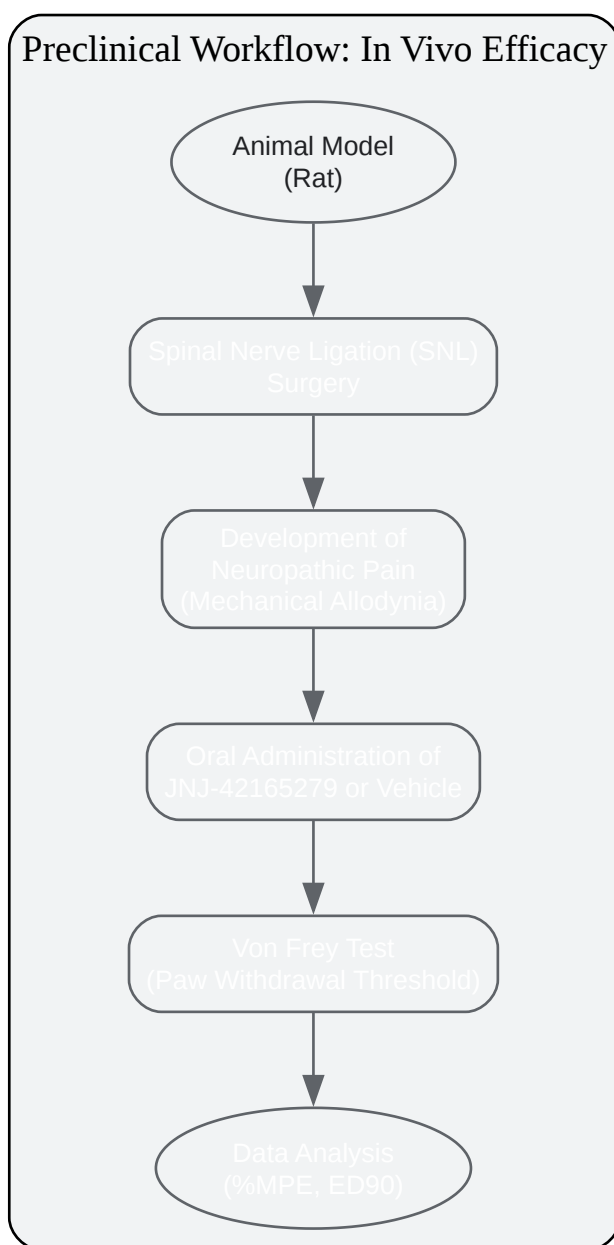 Preclinical Workflow: In Vivo Efficacy
Animal Model
(Rat)
Spinal Nerve Ligation (SNL)
Surgery
Development of
Neuropathic Pain
(Mechanical Allodynia)
Oral Administration of
JNJ-42165279 or Vehicle
Von Frey Test
(Paw Withdrawal Threshold)
Data Analysis
(%MPE, ED90)